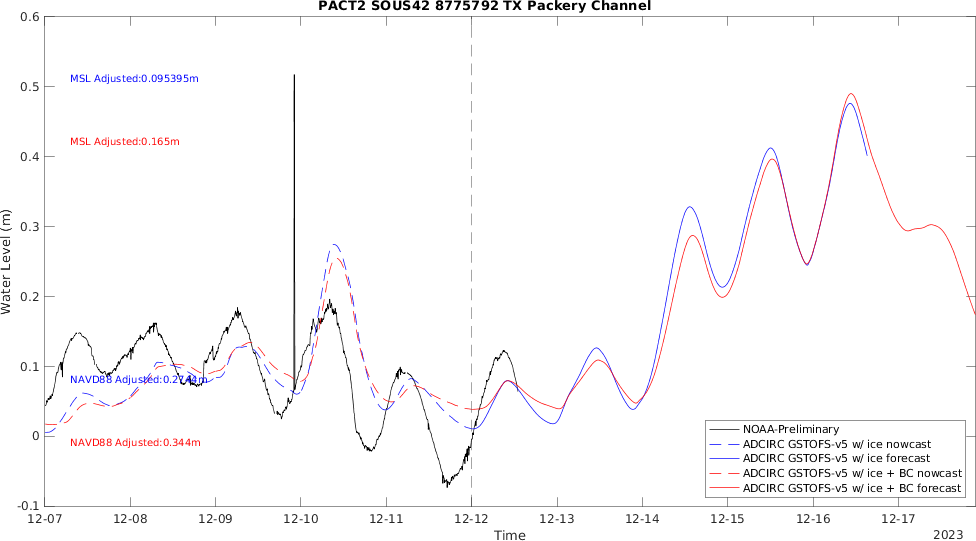 PACT2 SOUS42 8775792 TX Packery Channel
0.6
0.5
0.4
0.3
0.2
0.1
0
-0.1
Water Level (m)
MSL Adjusted:0.095395m
MSL Adjusted:0.165m
NAVD88 Adjusted:0.2744m
NAVD88 Adjusted:0.344m
NOAA-Preliminary
ADCIRC GSTOFS-v5 w/ ice nowcast
ADCIRC GSTOFS-v5 w/ ice forecast
ADCIRC GSTOFS-v5 w/ ice + BC nowcast
ADCIRC GSTOFS-v5 w/ ice + BC forecast
12-07 12-08 12-09 12-10 12-11 12-12 12-13 12-14 12-15 12-16 12-17
Time
2023